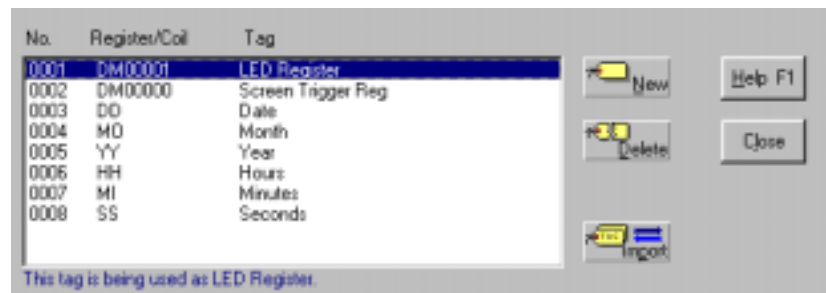 No. Register/Coil Tag
0001 DM00001 LED Register
0002 DM00000 Screen Trigger Reg
0003 DD Date
0004 MO Month
0005 YY Year
0006 HH Hours
0007 MI Minutes
0008 SS Seconds
New
Help F1
Delete
Close
Import
This tag is being used as LED Register.